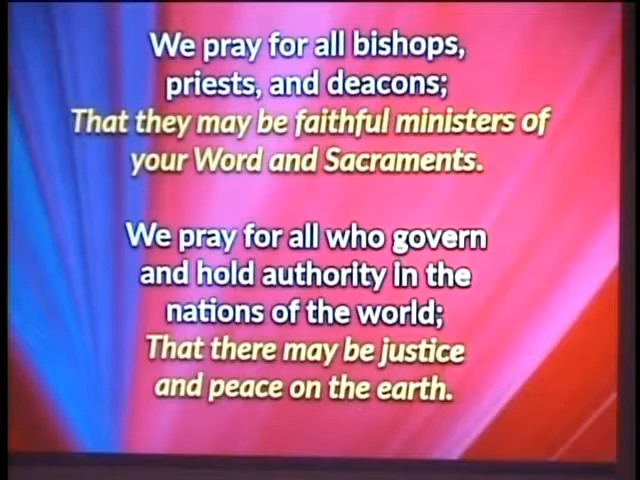 We pray for all bishops,
priests, and deacons;
That they may be faithful ministers of
your Word and Sacraments.
We pray for all who govern
and hold authority in the
nations of the world;
That there may be justice
and peace on the earth.